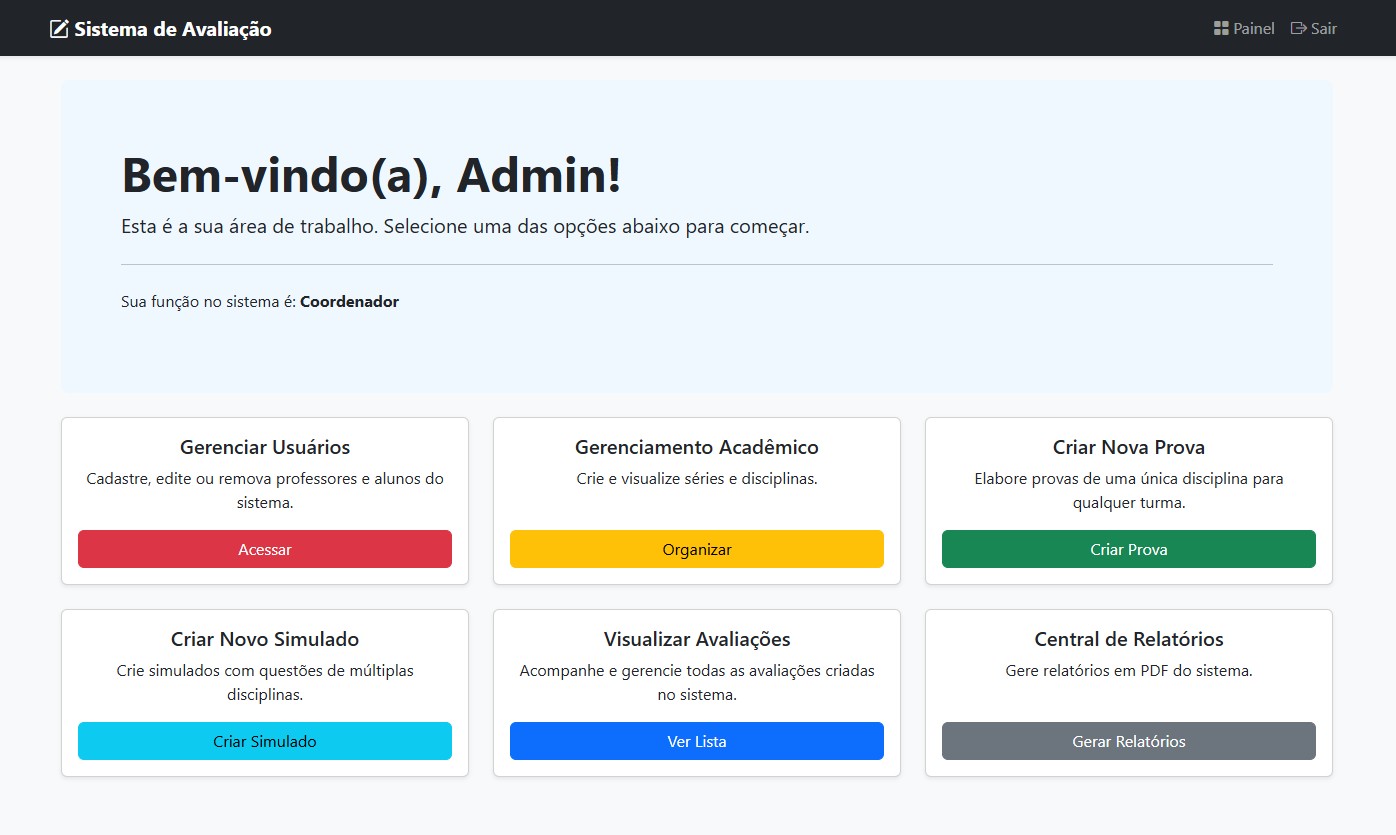 Sistema de Avaliação
Painel
Sair
Bem-vindo(a), Admin!
Esta é a sua área de trabalho. Selecione uma das opções abaixo para começar.
Sua função no sistema é: Coordenador
Gerenciar Usuários
Cadastre, edite ou remova professores e alunos do
sistema.
Acessar
Gerenciamento Acadêmico
Crie e visualize séries e disciplinas.
Organizar
Criar Nova Prova
Elabore provas de uma única disciplina para
qualquer turma.
Criar Prova
Criar Novo Simulado
Crie simulados com questões de múltiplas
disciplinas.
Criar Simulado
Visualizar Avaliações
Acompanhe e gerencie todas as avaliações criadas
no sistema.
Ver Lista
Central de Relatórios
Gere relatórios em PDF do sistema.
Gerar Relatórios